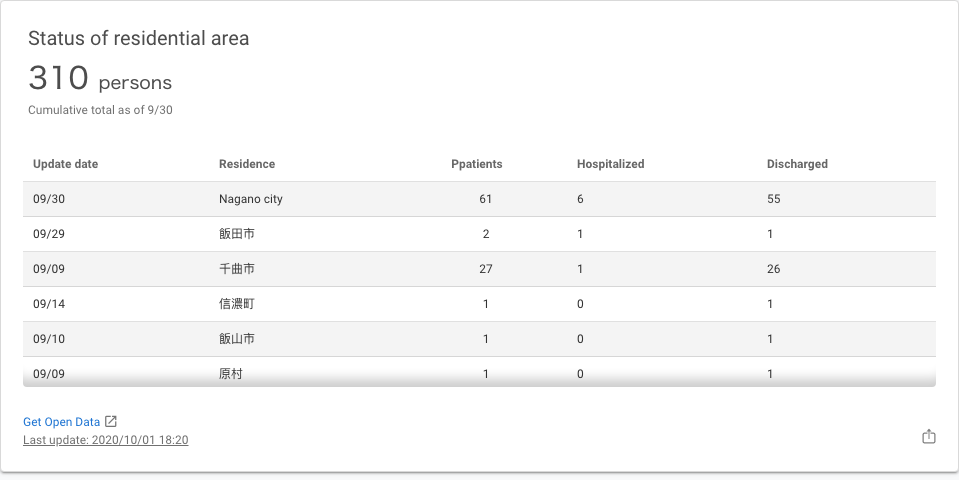 Status of residential area
310 persons
Cumulative total as of 9/30
Update date Residence Ppatients Hospitalized Discharged
09/30 Nagano city 61 6 55
09/29 飯田市 2 1 1
09/09 千曲市 27 1 26
09/14 信濃町 1 0 1
09/10 飯山市 1 0 1
09/09 原村 1 0 1
Get Open Data
Last update: 2020/10/01 18:20